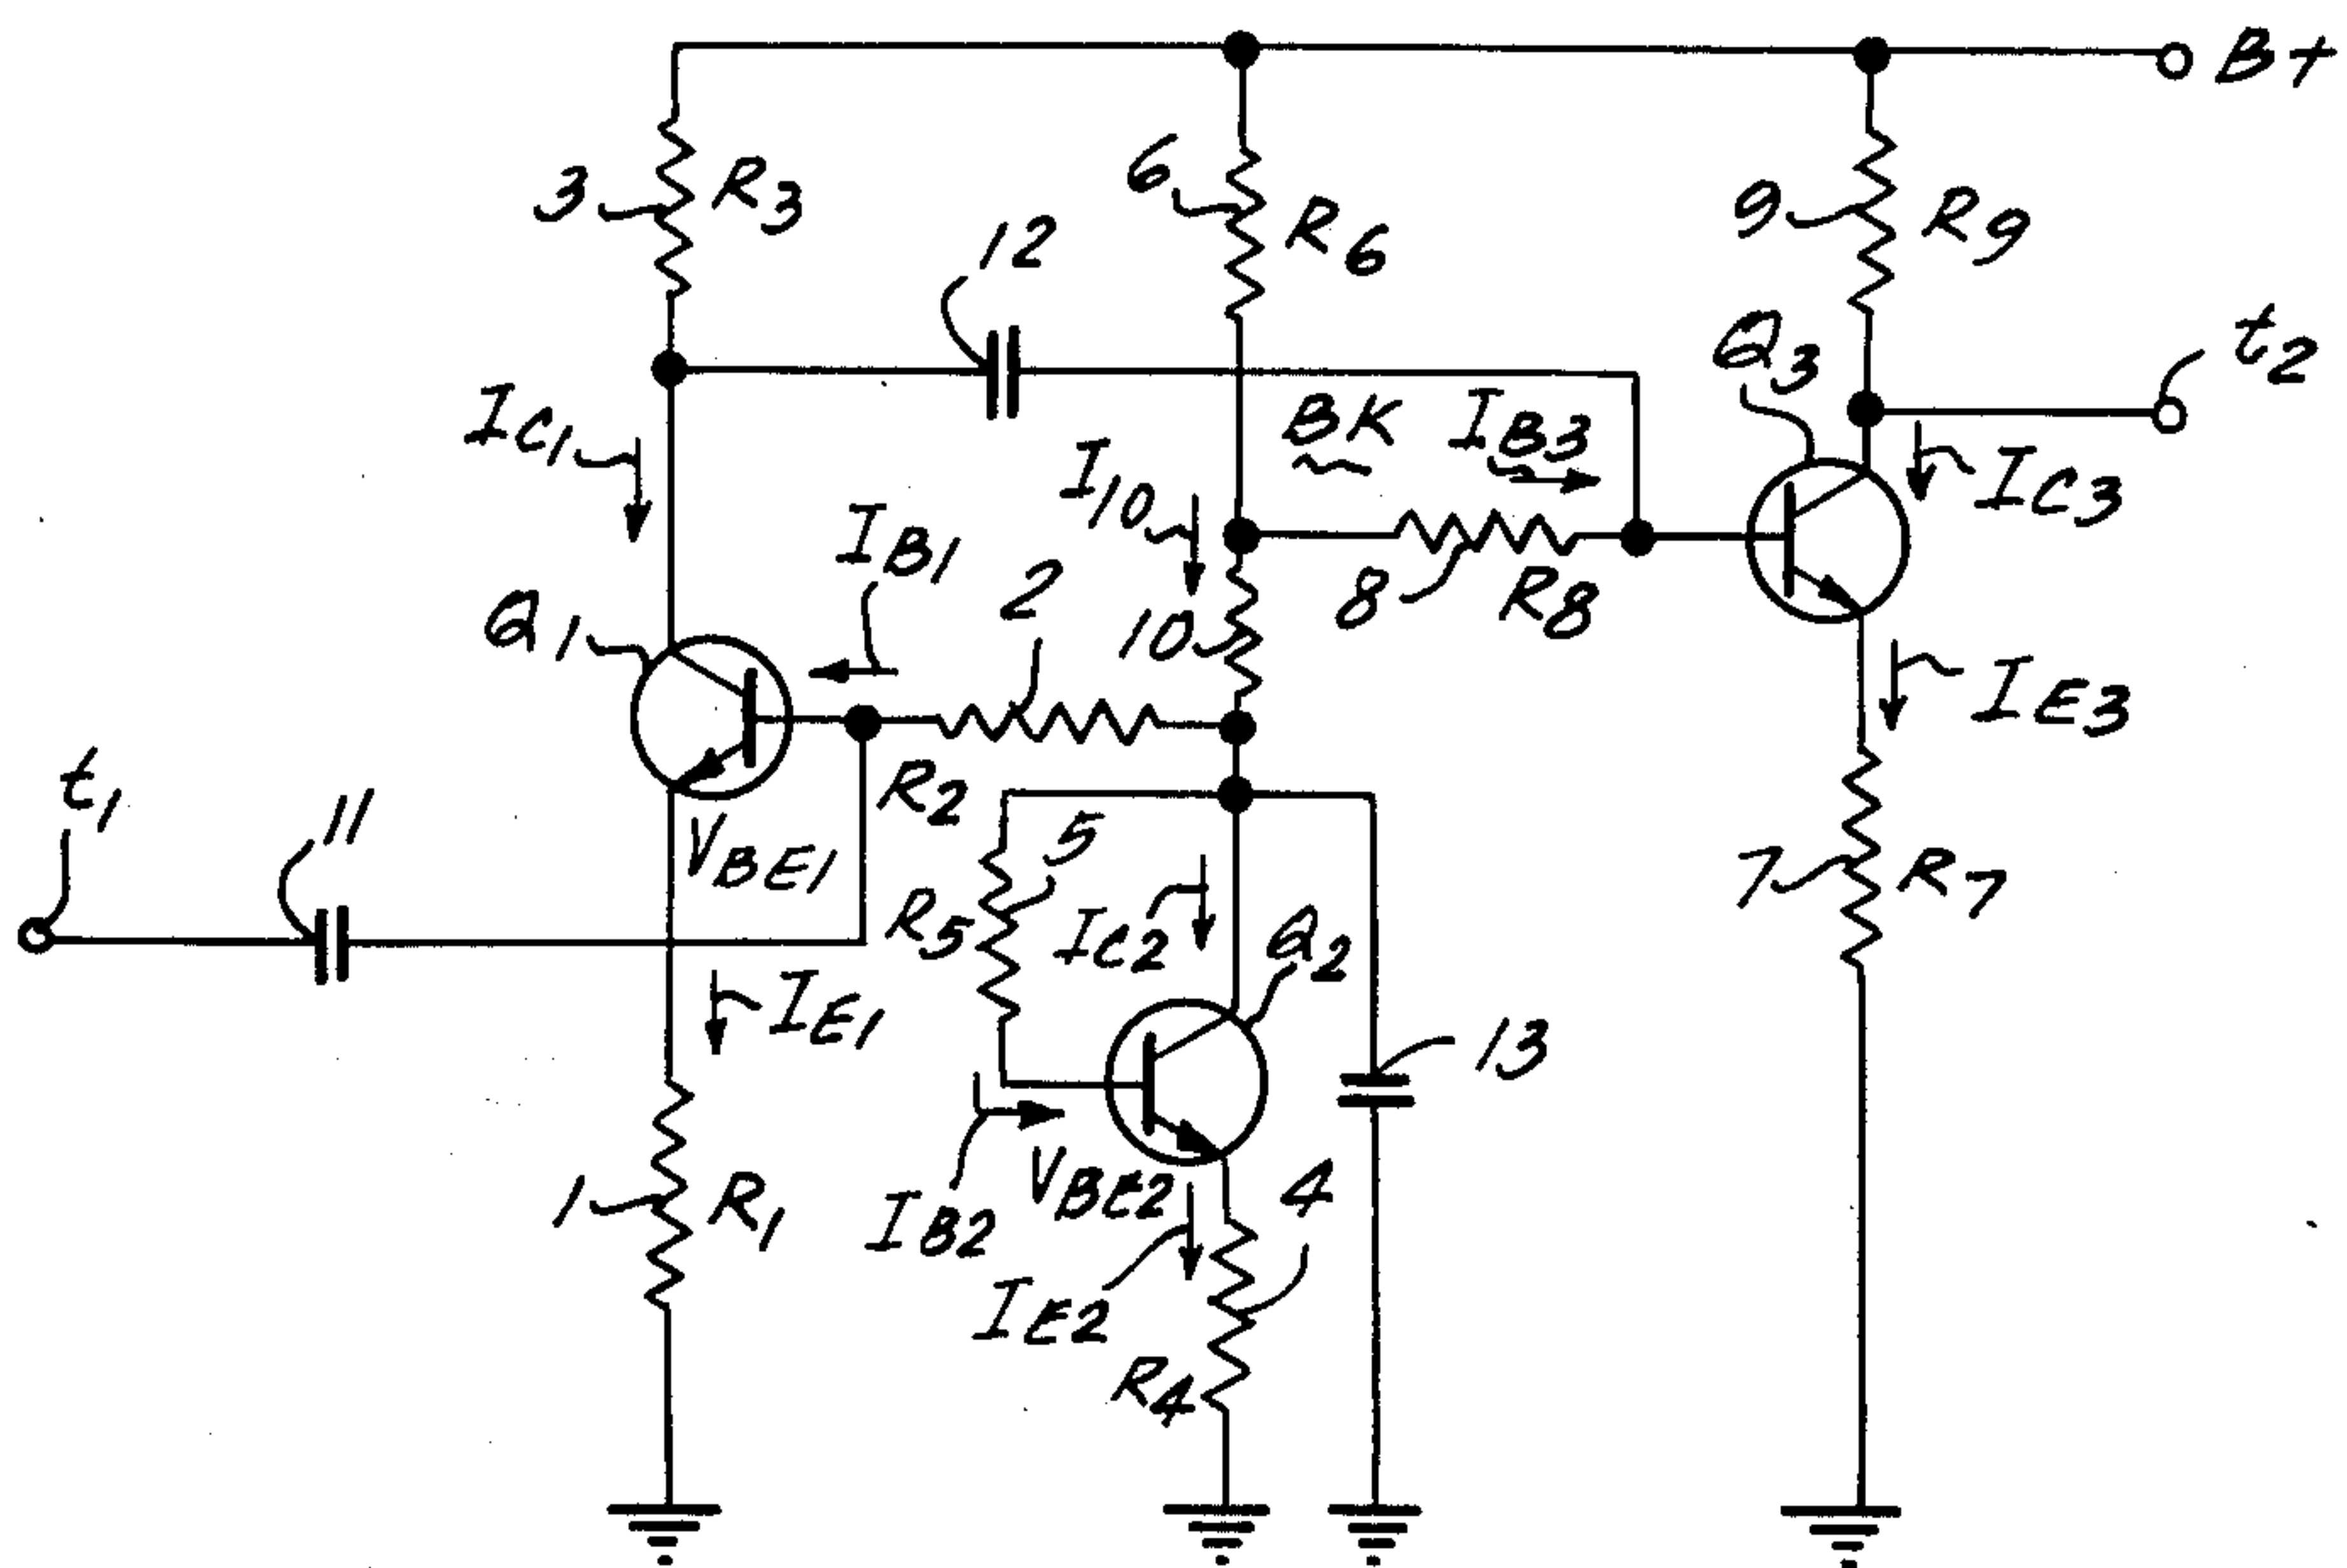 B+
3
R3
6
R6
9
R9
12
Q3
t2
IC1
I10
BK
IB3
IC3
IB1
2
10
8
R8
Q1
IE3
t1
11
VBE1
R2
5
R5
IC2
Q2
7
R7
IE1
13
IB2
VBE2
4
1
R1
IE2
R4